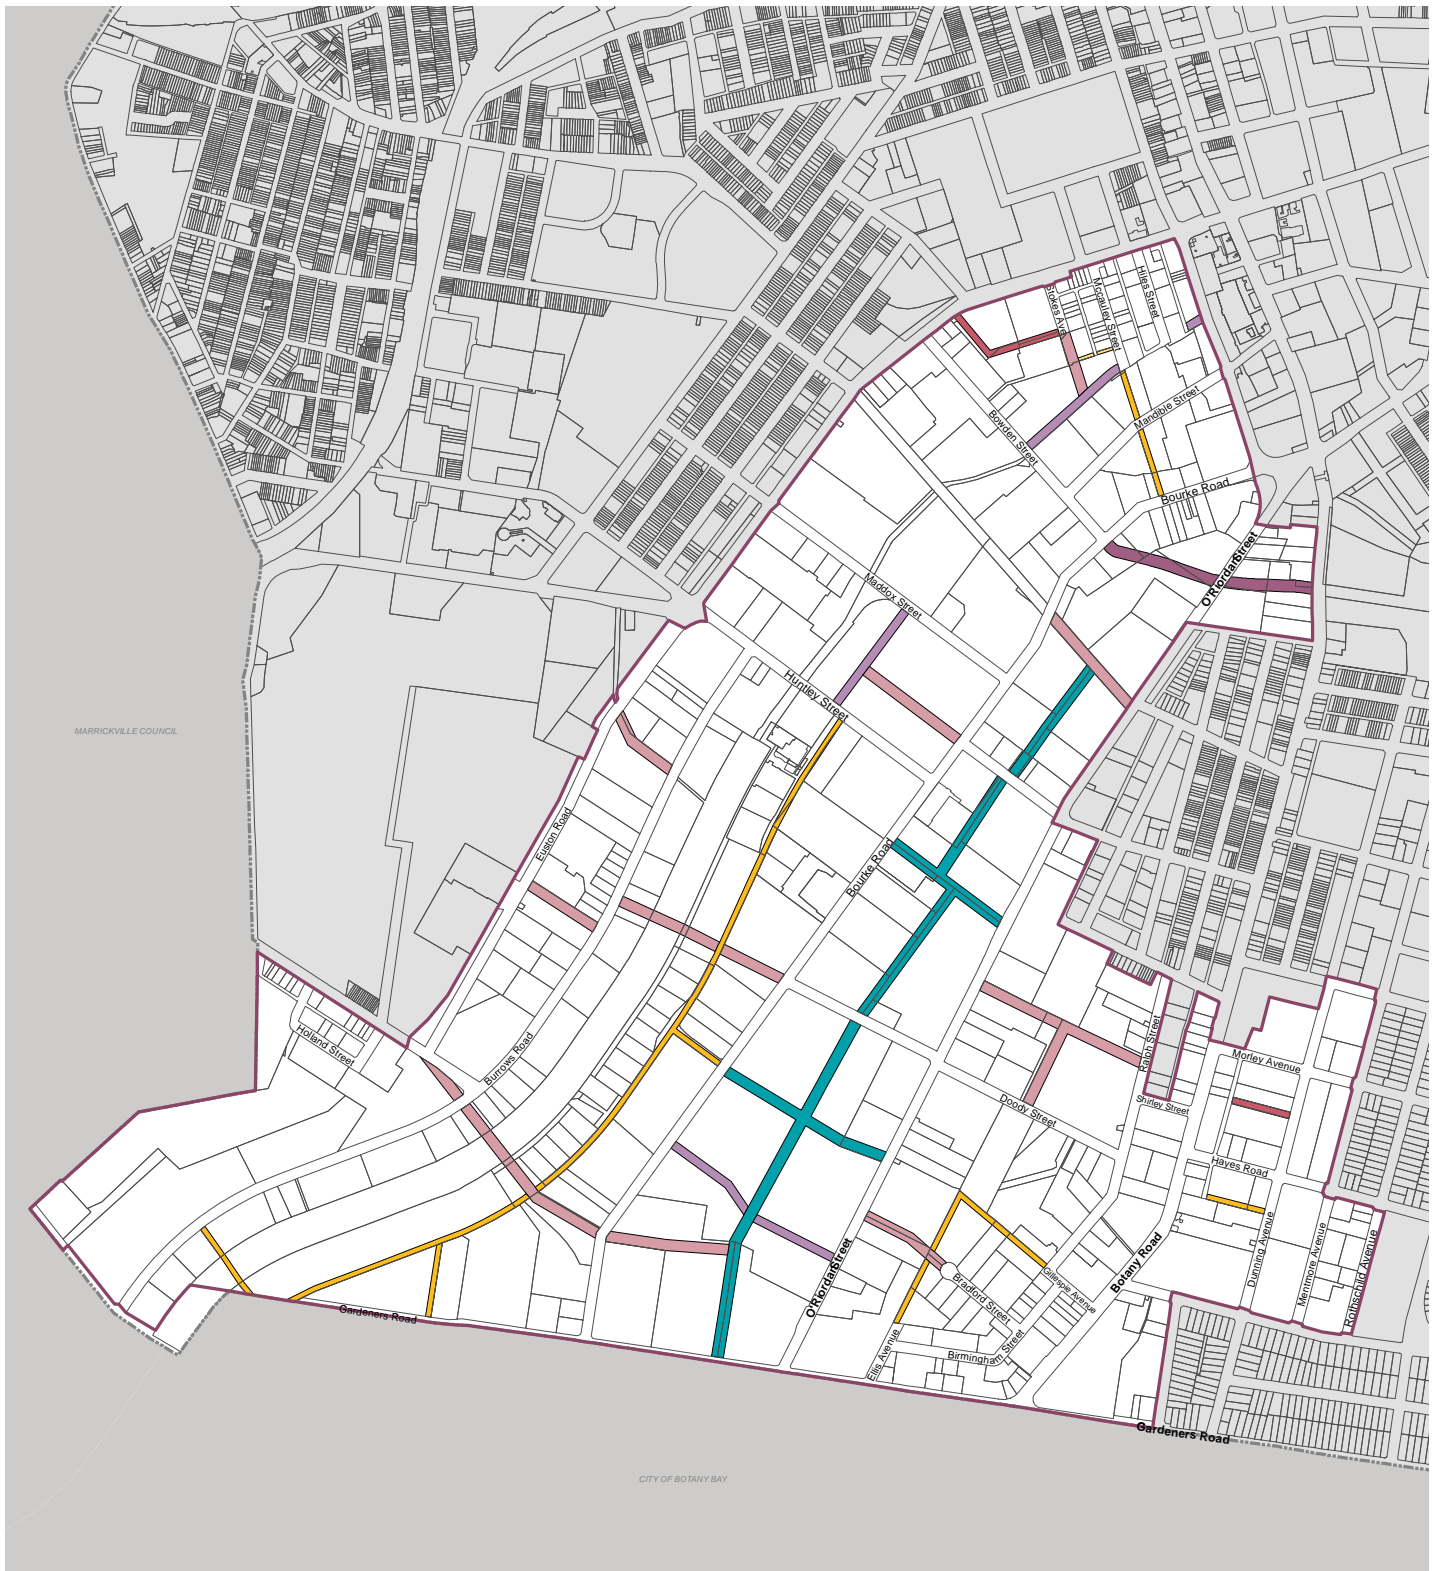 Hiles Street
Mccauley Street
Stokes Ave
Mandible Street
Bowden Street
Bourke Road
O'Riordan Street
Maddox Street
Huntley Street
MARRICKVILLE COUNCIL
Euston Road
Bourke Road
Holland Street
Burrows Road
Ralph Street
Morley Avenue
Doody Street
Shirley Street
Hayes Road
Dunning Avenue
Mentmore Avenue
Rothschild Avenue
Botany Road
O'Riordan Street
Gillespie Avenue
Bradford Street
Gardeners Road
Birmingham Street
Ellis Avenue
Gardeners Road
CITY OF BOTANY BAY